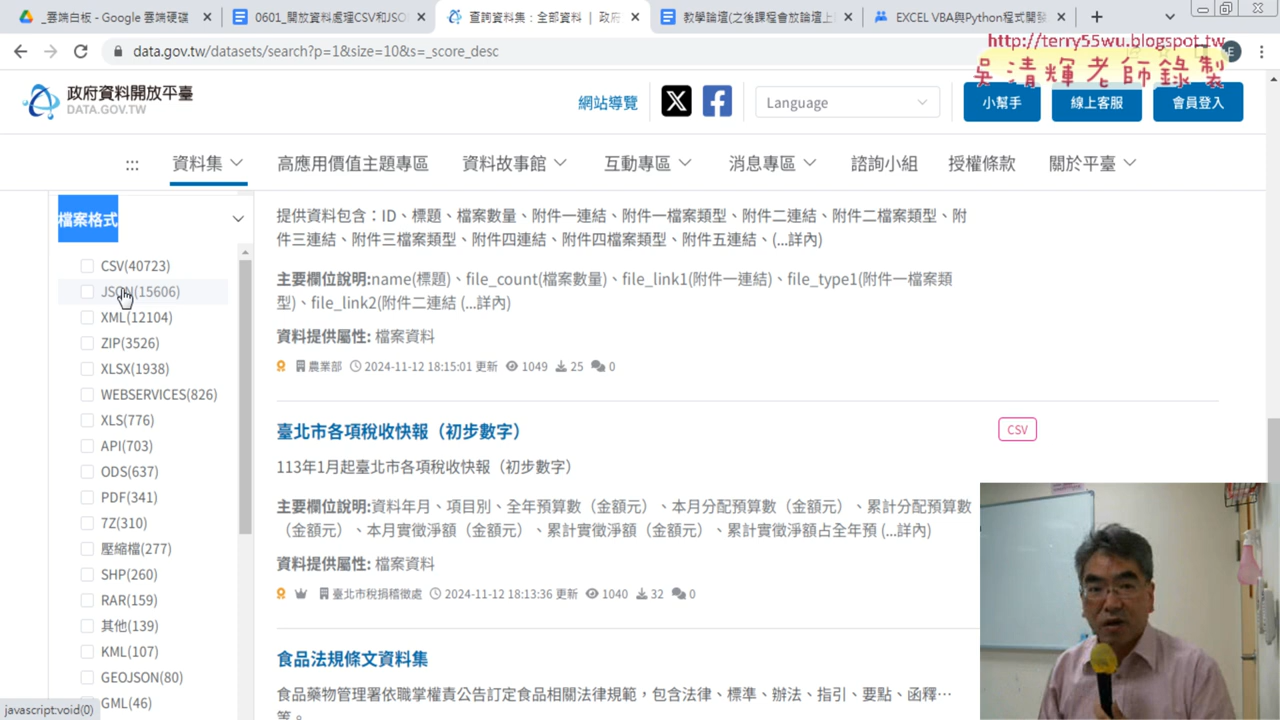 _雲端白板 - Google 雲端硬碟
0601_開放資料處理CSV和JSO
查詢資料集：全部資料 | 政府
教學論壇(之後課程會放論壇上
EXCEL VBA與Python程式開發
data.gov.tw/datasets/search?p=1&size=10&s=_score_desc
http://terry55wu.blogspot.tw
吳清輝老師錄製
E
政府資料開放平臺
DATA.GOV.TW
網站導覽
Language
小幫手
線上客服
會員登入
:::
資料集
高應用價值主題專區
資料故事館
互動專區
消息專區
諮詢小組
授權條款
關於平臺
檔案格式
CSV(40723)
JSON(15606)
XML(12104)
ZIP(3526)
XLSX(1938)
WEBSERVICES(826)
XLS(776)
API(703)
ODS(637)
PDF(341)
7Z(310)
壓縮檔(277)
SHP(260)
RAR(159)
其他(139)
KML(107)
GEOJSON(80)
GML(46)
提供資料包含：ID、標題、檔案數量、附件一連結、附件一檔案類型、附件二連結、附件二檔案類型、附
件三連結、附件三檔案類型、附件四連結、附件四檔案類型、附件五連結、(...詳內)
主要欄位說明:name(標題)、file_count(檔案數量)、file_link1(附件一連結)、file_type1(附件一檔案類
型)、file_link2(附件二連結 (...詳內)
資料提供屬性: 檔案資料
農業部 2024-11-12 18:15:01 更新 1049 25 0
臺北市各項稅收快報（初步數字）
CSV
113年1月起臺北市各項稅收快報（初步數字）
主要欄位說明:資料年月、項目別、全年預算數（金額元）、本月分配預算數（金額元）、累計分配預算數
（金額元）、本月實徵淨額（金額元）、累計實徵淨額（金額元）、累計實徵淨額占全年預 (...詳內)
資料提供屬性: 檔案資料
臺北市稅捐稽徵處 2024-11-12 18:13:36 更新 1040 32 0
食品法規條文資料集
食品藥物管理署依職掌權責公告訂定食品相關法律規範，包含法律、標準、辦法、指引、要點、函釋…
等。
javascript:void(0)